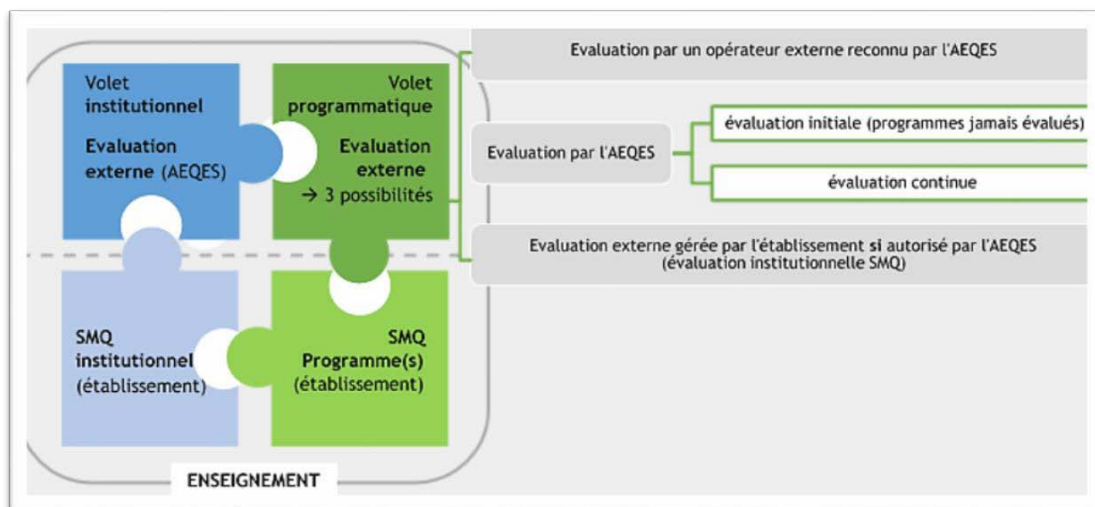 Volet
institutionnel
Evaluation
externe (AEQES)
Volet
programmatique
Evaluation
externe
→ 3 possibilités
SMQ
institutionnel
(établissement)
SMQ
Programme(s)
(établissement)
ENSEIGNEMENT
Evaluation par un opérateur externe reconnu par l'AEQES
Evaluation par l'AEQES
évaluation initiale (programmes jamais évalués)
évaluation continue
Evaluation externe gérée par l'établissement si autorisé par l'AEQES
(évaluation institutionnelle SMQ)